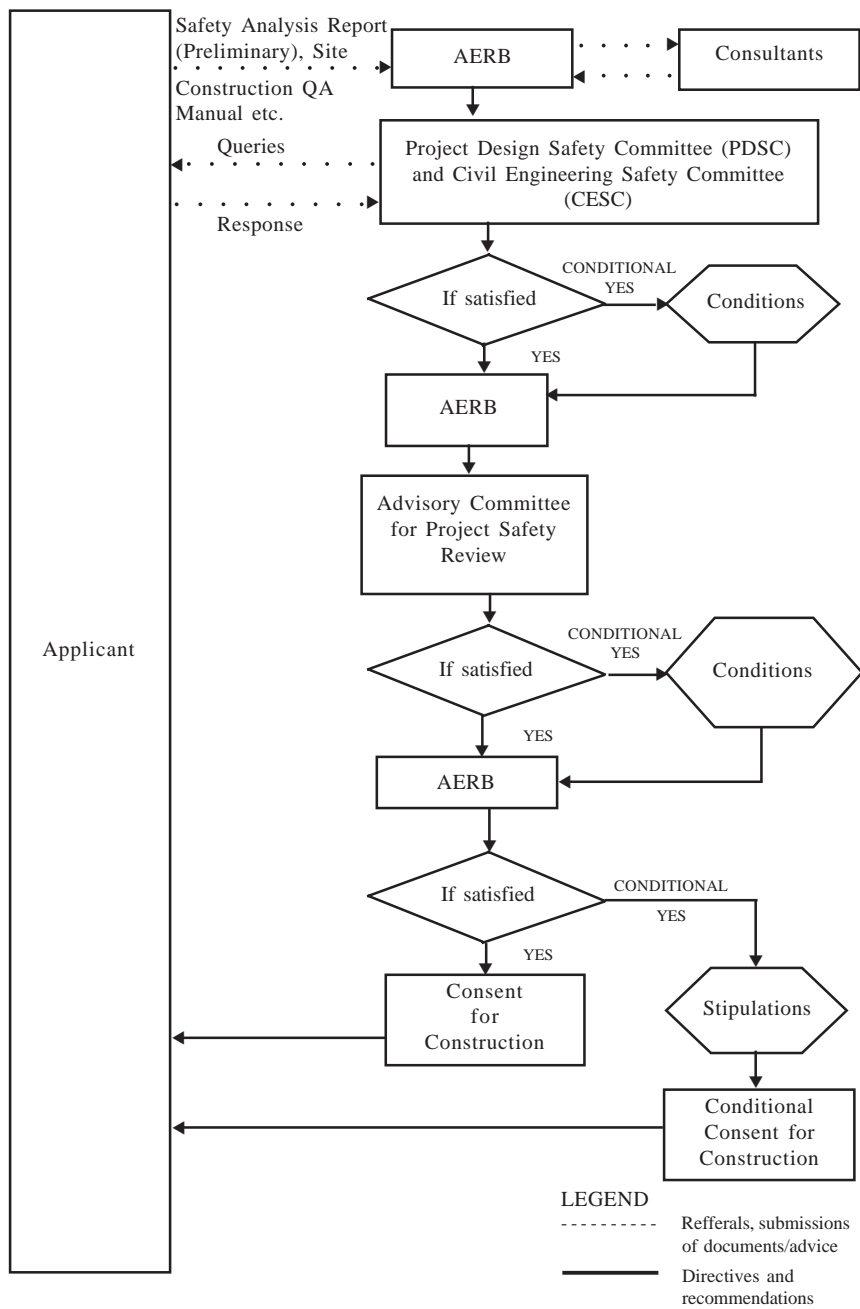 Safety Analysis Report
(Preliminary), Site
Construction QA
Manual etc.
AERB
Consultants
Queries
Response
Project Design Safety Committee (PDSC)
and Civil Engineering Safety Committee
(CESC)
If satisfied
CONDITIONAL
YES
Conditions
YES
AERB
Advisory Committee
for Project Safety
Review
Applicant
If satisfied
CONDITIONAL
YES
Conditions
YES
AERB
If satisfied
CONDITIONAL
YES
YES
Consent
for
Construction
Stipulations
Conditional
Consent for
Construction
LEGEND
Refferals, submissions
of documents/advice
Directives and
recommendations